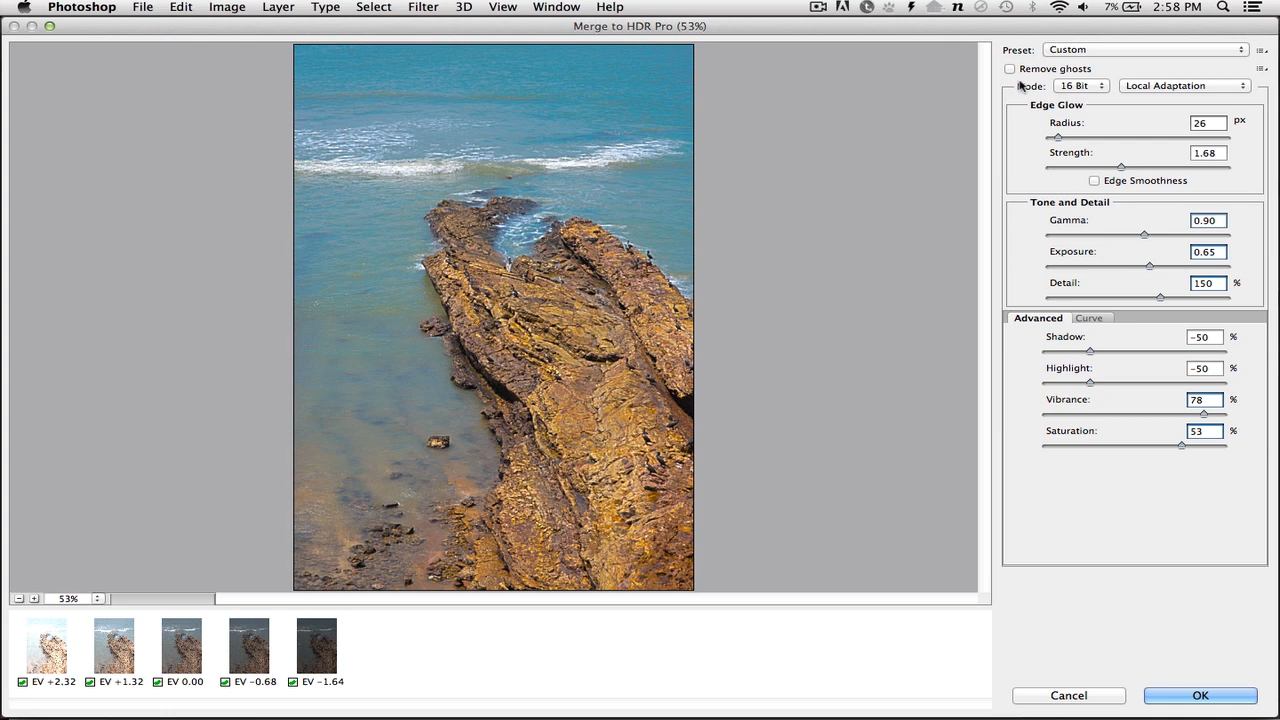 Photoshop File Edit Image Layer Type Select Filter 3D View Window Help 7% 2:58 PM
Merge to HDR Pro (53%)
Preset: Custom
Remove ghosts
Mode: 16 Bit Local Adaptation
Edge Glow
Radius: 26 px
Strength: 1.68
Edge Smoothness
Tone and Detail
Gamma: 0.90
Exposure: 0.65
Detail: 150 %
Advanced Curve
Shadow: -50 %
Highlight: -50 %
Vibrance: 78 %
Saturation: 53 %
53%
EV +2.32 EV +1.32 EV 0.00 EV -0.68 EV -1.64
Cancel OK